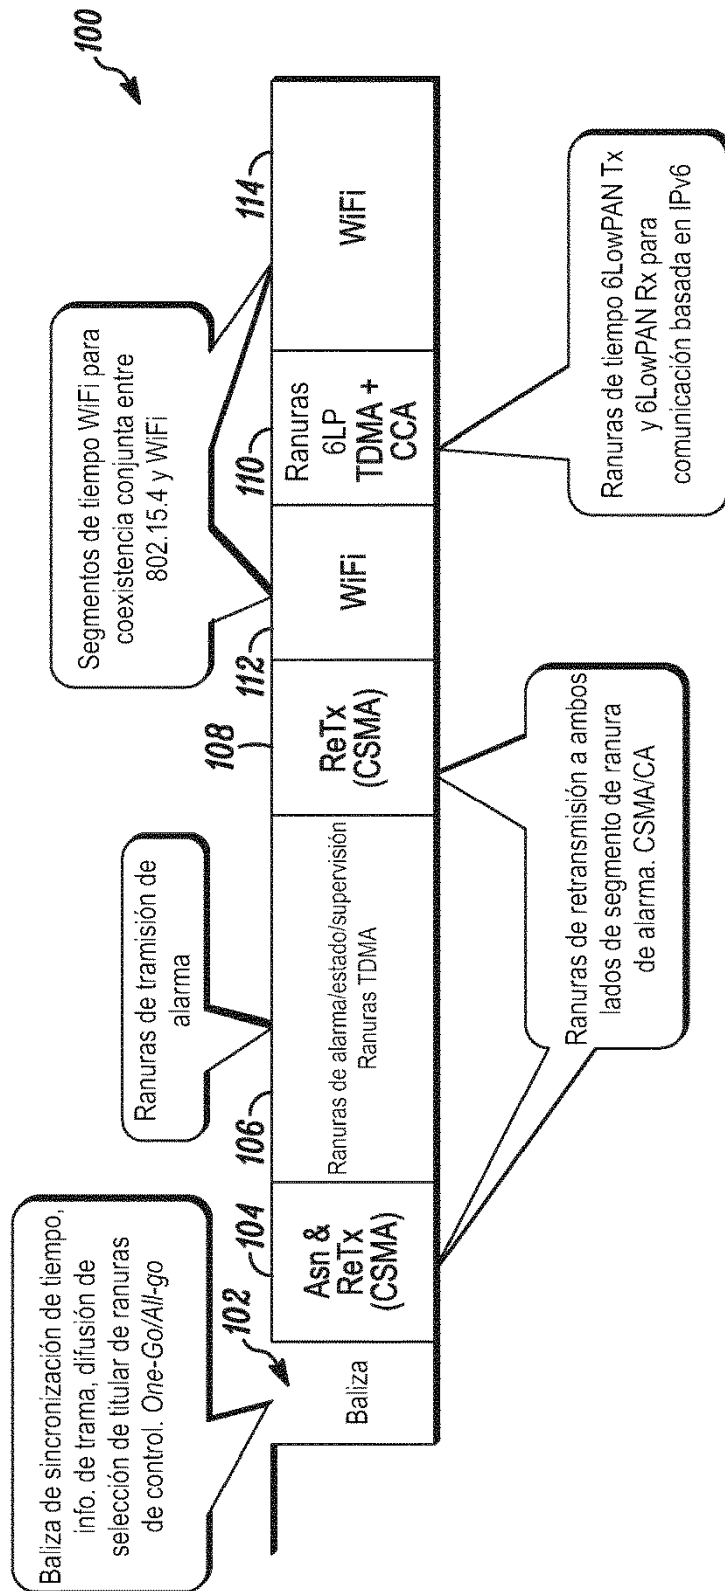 100
Baliza de sincronización de tiempo,
info. de trama, difusión de
selección de titular de ranuras
de control. One-Go/All-go
Ranuras de tramisión de
alarma
Segmentos de tiempo WiFi para
coexistencia conjunta entre
802.15.4 y WiFi
102
104
106
108
112
110
114
Baliza
Asn &
ReTx
(CSMA)
Ranuras de alarma/estado/supervisión
Ranuras TDMA
ReTx
(CSMA)
WiFi
Ranuras
6LP
TDMA +
CCA
WiFi
Ranuras de retransmisión a ambos
lados de segmento de ranura
de alarma. CSMA/CA
Ranuras de tiempo 6LowPAN Tx
y 6LowPAN Rx para
comunicación basada en IPv6